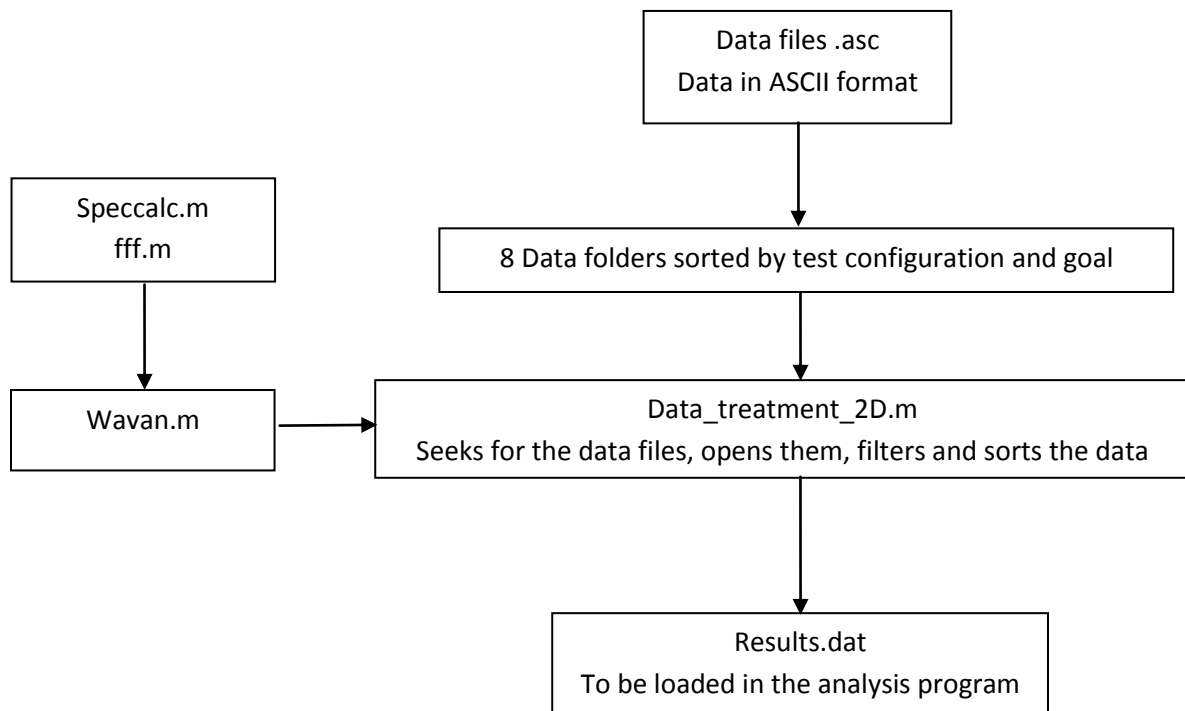 Data files .asc
Data in ASCII format
Speccalc.m
fff.m
8 Data folders sorted by test configuration and goal
Wavan.m
Data_treatment_2D.m
Seeks for the data files, opens them, filters and sorts the data
Results.dat
To be loaded in the analysis program